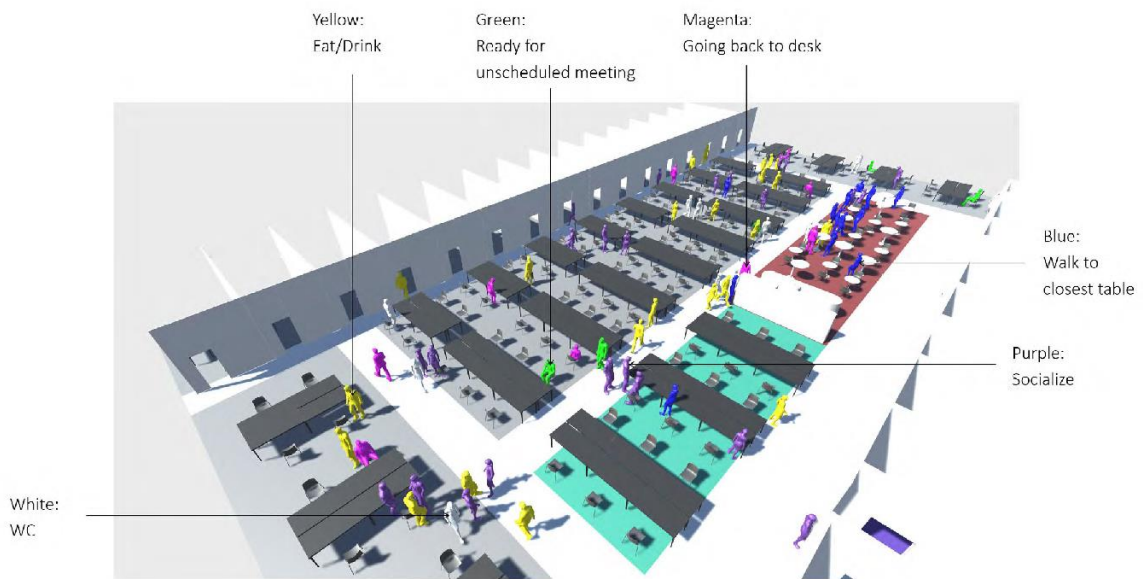 Yellow:
Eat/Drink
Green:
Ready for
unscheduled meeting
Magenta:
Going back to desk
Blue:
Walk to
closest table
Purple:
Socialize
White:
WC